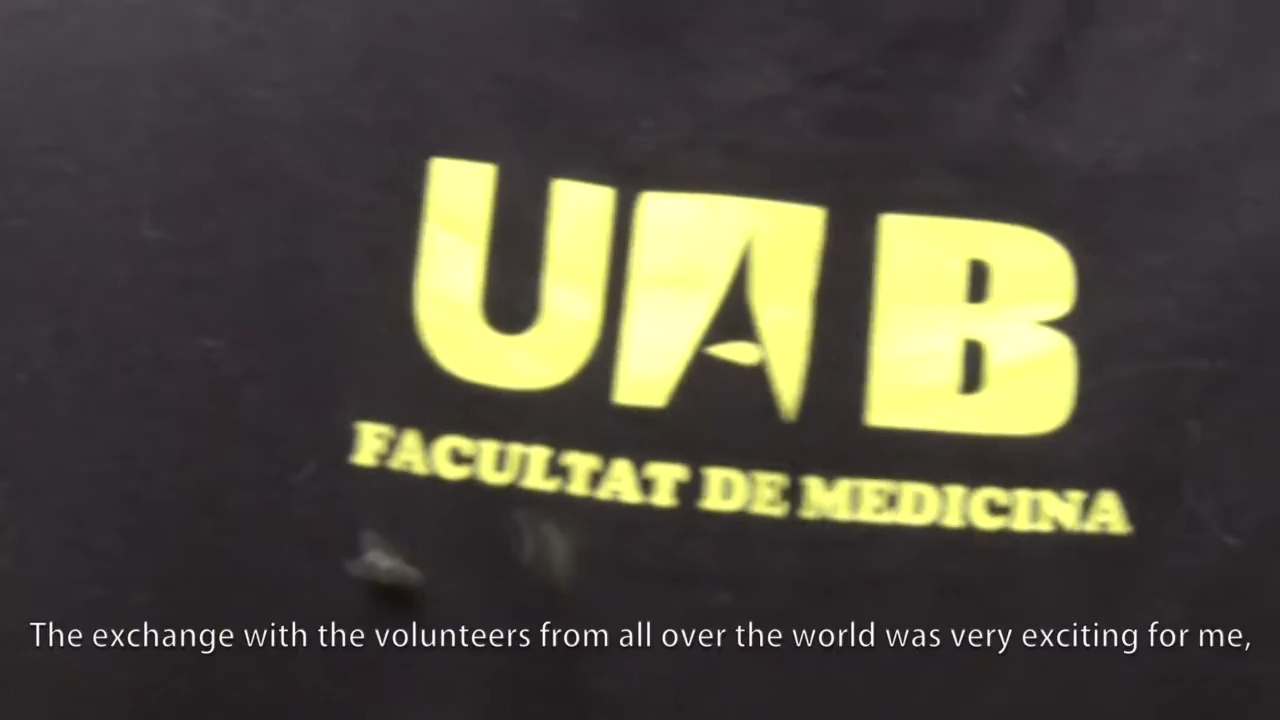 UAB
FACULTAT DE MEDICINA
The exchange with the volunteers from all over the world was very exciting for me,